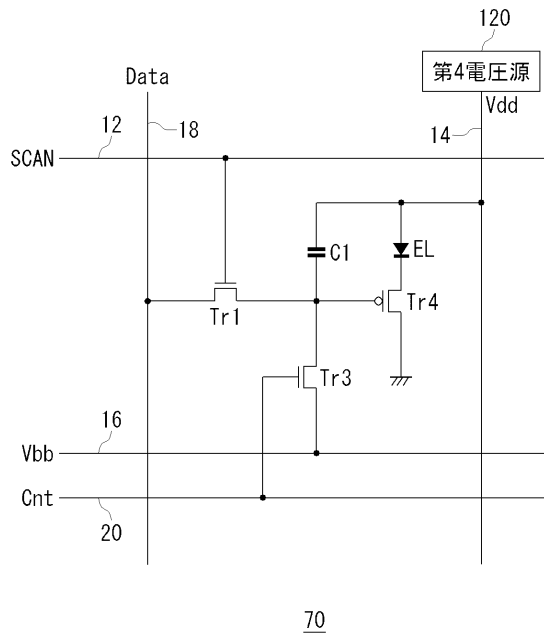 120
第4電圧源
Data
Vdd
18
12
14
SCAN
C1
EL
Tr1
Tr4
Tr3
16
Vbb
Cnt
20
70